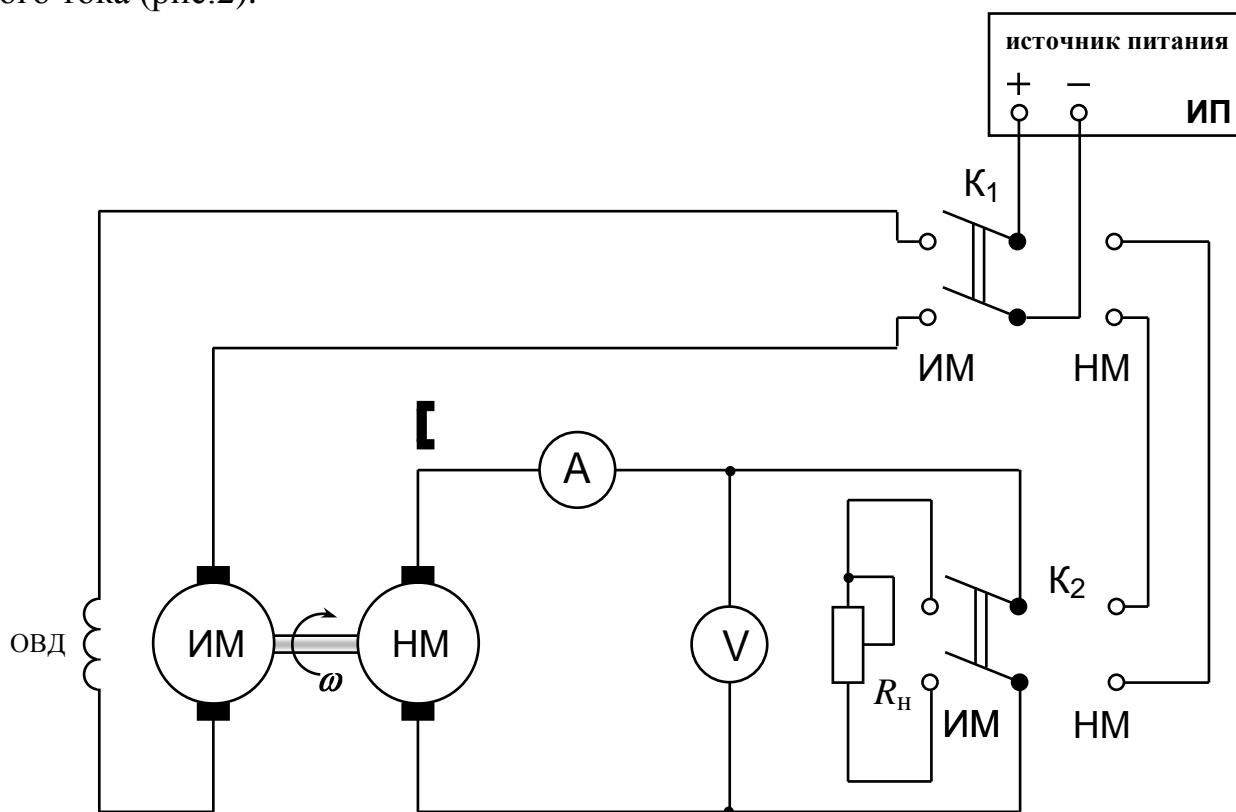 ого тока (рис.2).
источник питания
+ −
ИП
К1
ИМ НМ
A
К2
ОВД
ИМ
НМ
V
ω
Rн
ИМ НМ